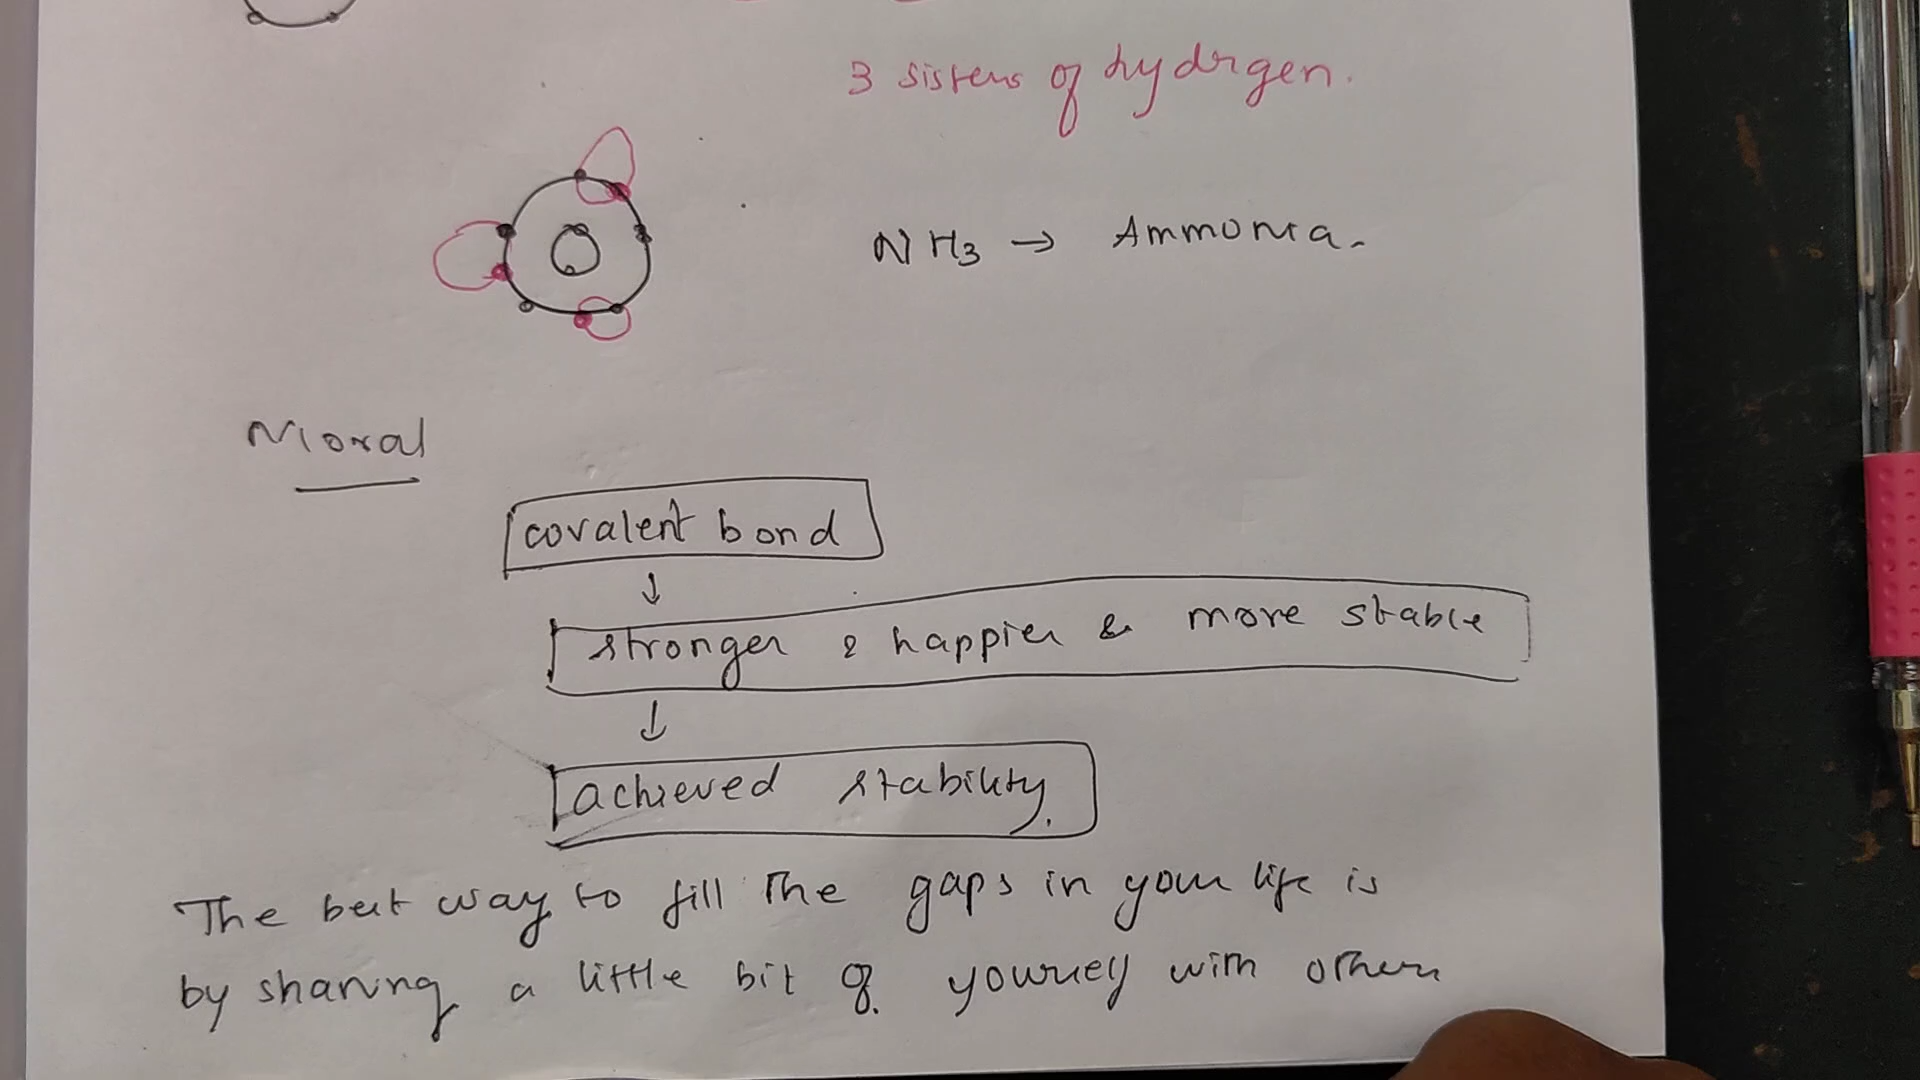 3 sisters of hydrgen.
NH3 → Ammonia.
Moral
covalent bond
↓
stronger & happier & more stable
↓
achieved stability.
The best way to fill The gaps in your life is
by sharing a little bit of yourself with others